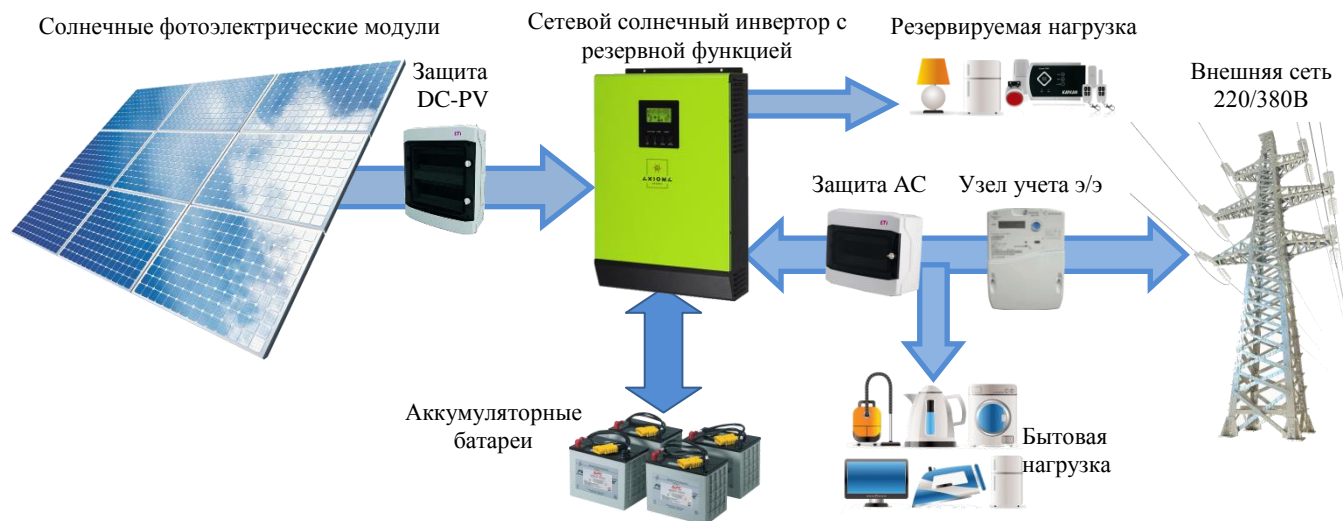 Солнечные фотоэлектрические модули
Сетевой солнечный инвертор с
резервной функцией
Резервируемая нагрузка
Защита
DC-PV
Внешняя сеть
220/380В
AXIOMA
Защита АС
Узел учета э/э
Аккумуляторные
батареи
Бытовая
нагрузка